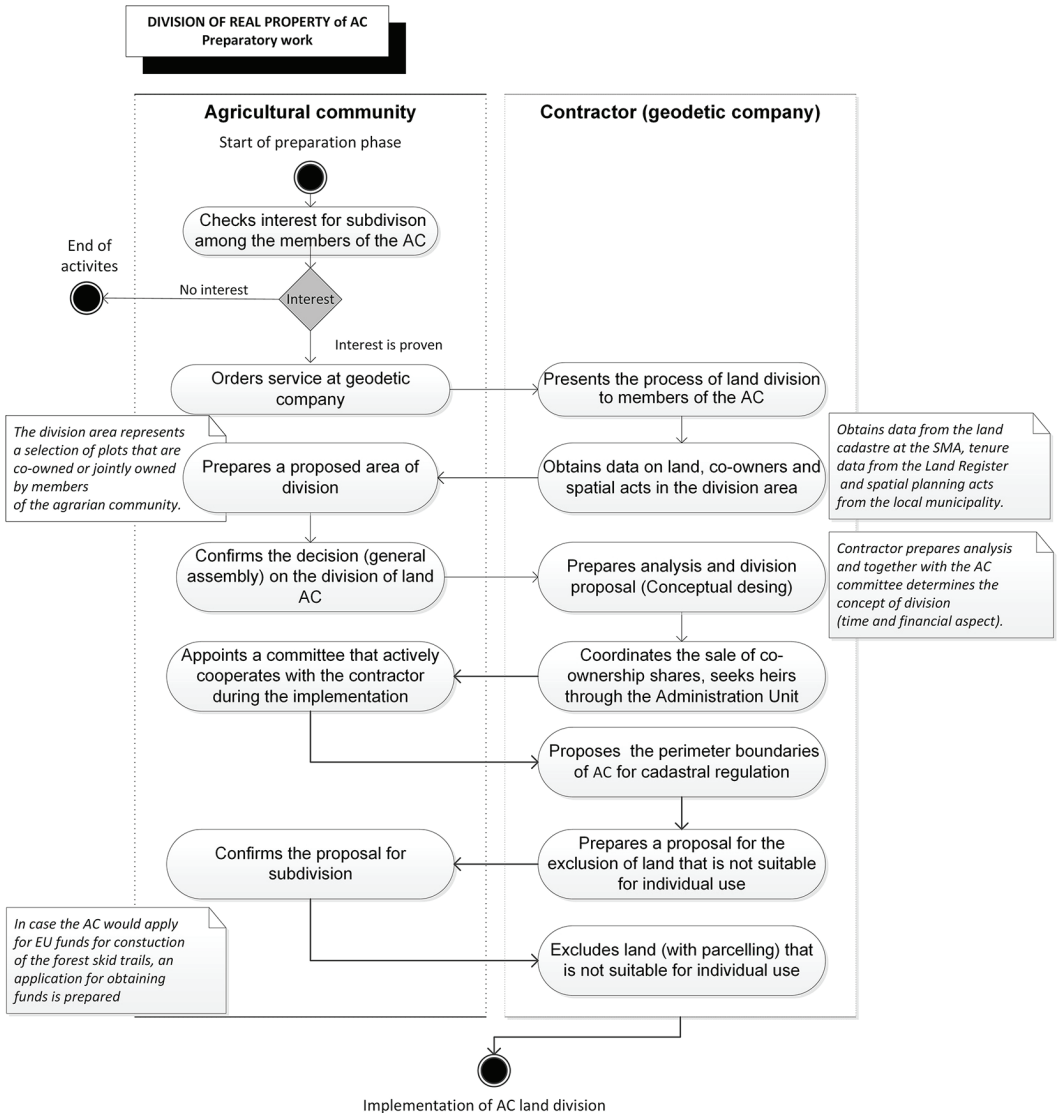 DIVISION OF REAL PROPERTY of AC
Preparatory work
Agricultural community
Contractor (geodetic company)
Start of preparation phase
Checks interest for subdivison
among the members of the AC
End of
activites
No interest
Interest
Interest is proven
Orders service at geodetic
company
Presents the process of land division
to members of the AC
The division area represents
a selection of plots that are
co-owned or jointly owned
by members
of the agrarian community.
Prepares a proposed area of
division
Obtains data on land, co-owners and
spatial acts in the division area
Obtains data from the land
cadastre at the SMA, tenure
data from the Land Register
and spatial planning acts
from the local municipality.
Confirms the decision (general
assembly) on the division of land
AC
Prepares analysis and division
proposal (Conceptual desing)
Contractor prepares analysis
and together with the AC
committee determines the
concept of division
(time and financial aspect).
Appoints a committee that actively
cooperates with the contractor
during the implementation
Coordinates the sale of co-
ownership shares, seeks heirs
through the Administration Unit
Proposes the perimeter boundaries
of AC for cadastral regulation
Confirms the proposal for
subdivision
Prepares a proposal for the
exclusion of land that is not suitable
for individual use
In case the AC would apply
for EU funds for constuction
of the forest skid trails, an
application for obtaining
funds is prepared
Excludes land (with parcelling) that
is not suitable for individual use
Implementation of AC land division